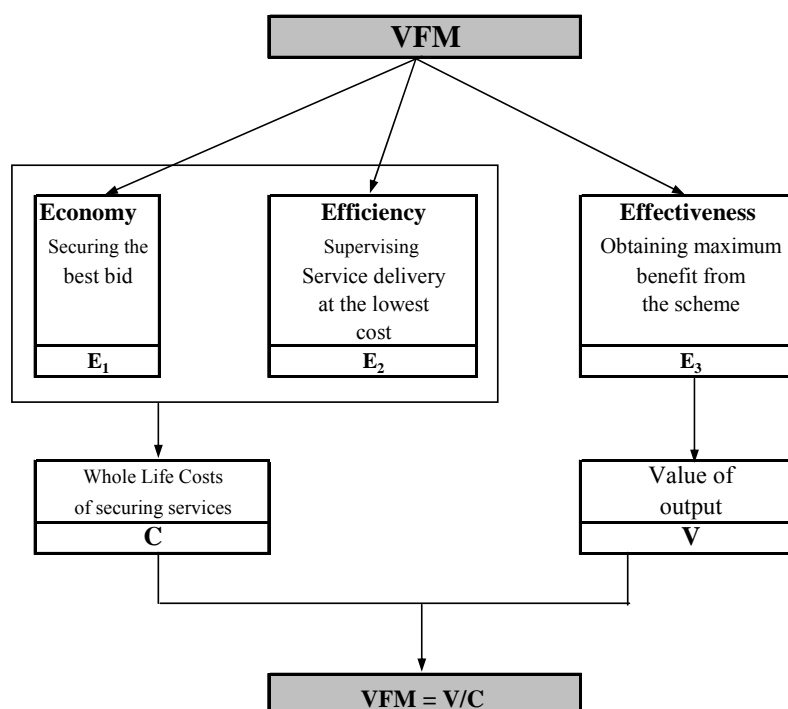 VFM
Economy
Securing the
best bid
E₁
Efficiency
Supervising
Service delivery
at the lowest
cost
E₂
Effectiveness
Obtaining maximum
benefit from
the scheme
E₃
Whole Life Costs
of securing services
C
Value of
output
V
VFM = V/C